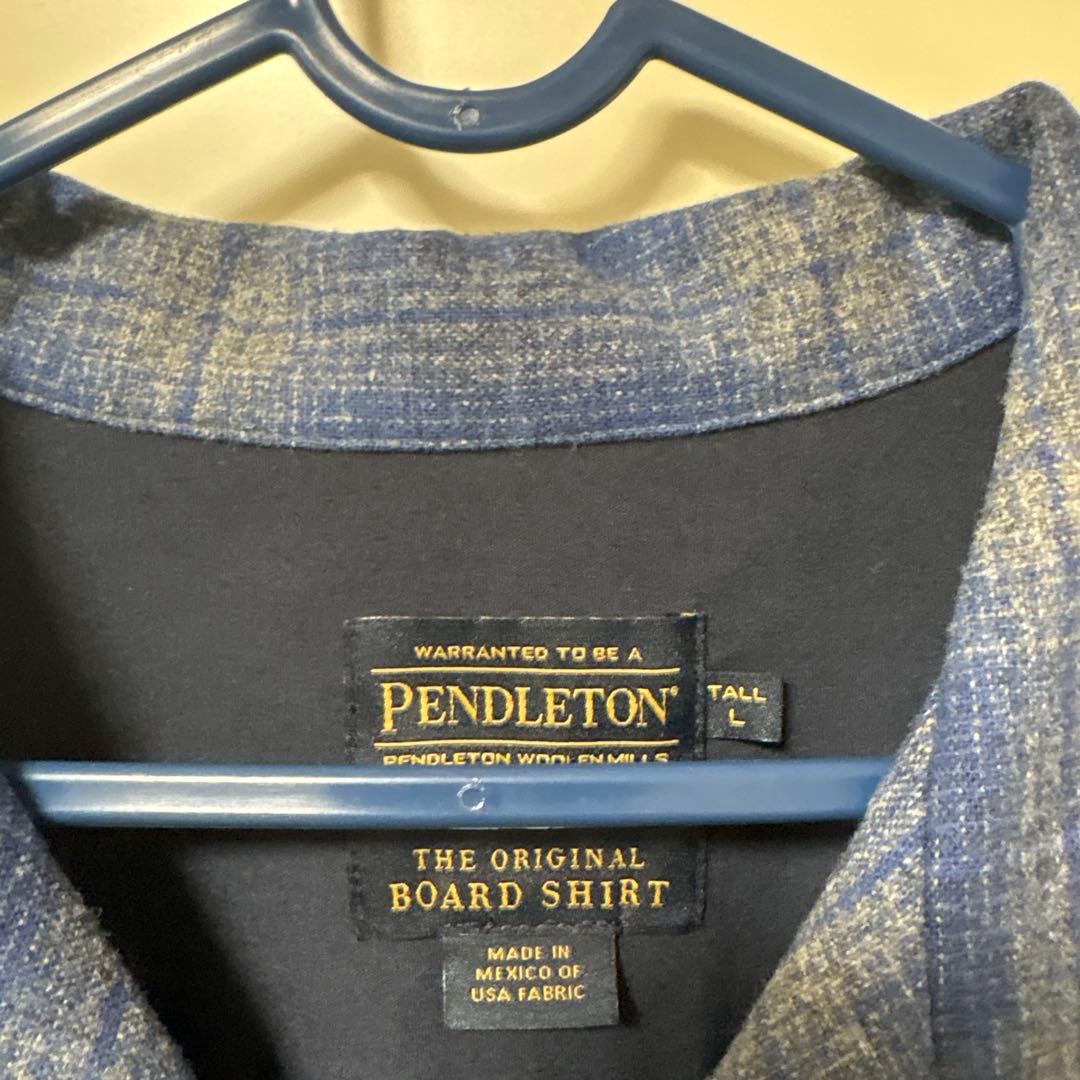 WARRANTED TO BE A
PENDLETON®
PENDLETON WOOLEN MILLS
TALL
L
THE ORIGINAL
BOARD SHIRT
MADE IN
MEXICO OF
USA FABRIC